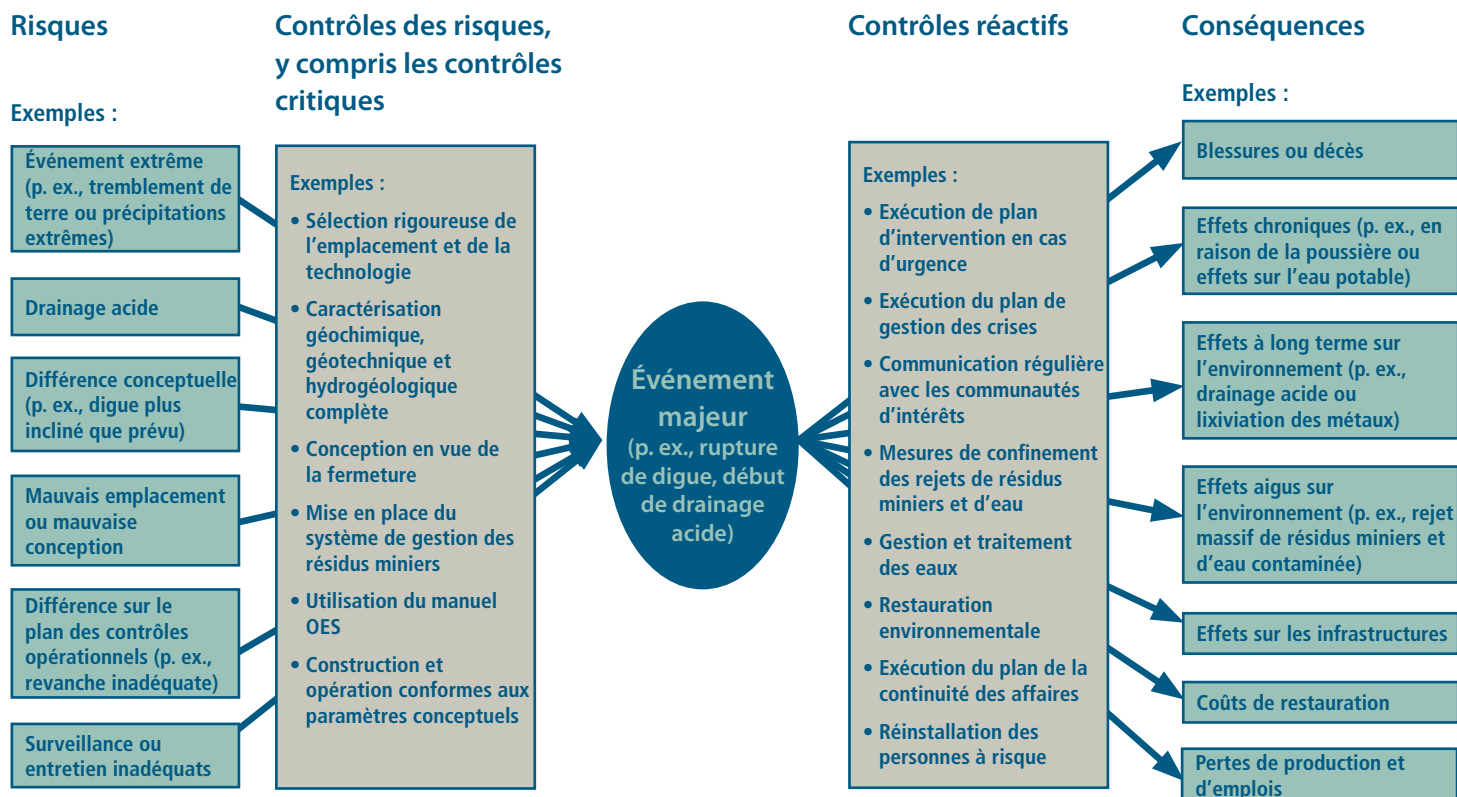 Risques
Exemples :
Événement extrême
(p. ex., tremblement de
terre ou précipitations
extrêmes)
Drainage acide
Différence conceptuelle
(p. ex., digue plus
incliné que prévu)
Mauvais emplacement
ou mauvaise
conception
Différence sur le
plan des contrôles
opérationnels (p. ex.,
revanche inadéquate)
Surveillance ou
entretien inadéquats
Contrôles des risques,
y compris les contrôles
critiques
Exemples :
• Sélection rigoureuse de
l'emplacement et de la
technologie
• Caractérisation
géochimique,
géotechnique et
hydrogéologique
complète
• Conception en vue de
la fermeture
• Mise en place du
système de gestion des
résidus miniers
• Utilisation du manuel
OES
• Construction et
opération conformes aux
paramètres conceptuels
Événement
majeur
(p. ex., rupture
de digue, début
de drainage
acide)
Contrôles réactifs
Exemples :
• Exécution de plan
d'intervention en cas
d'urgence
• Exécution du plan de
gestion des crises
• Communication régulière
avec les communautés
d'intérêts
• Mesures de confinement
des rejets de résidus
miniers et d'eau
• Gestion et traitement
des eaux
• Restauration
environnementale
• Exécution du plan de la
continuité des affaires
• Réinstallation des
personnes à risque
Conséquences
Exemples :
Blessures ou décès
Effets chroniques (p. ex., en
raison de la poussière ou
effets sur l'eau potable)
Effets à long terme sur
l'environnement (p. ex.,
drainage acide ou
lixiviation des métaux)
Effets aigus sur
l'environnement (p. ex., rejet
massif de résidus miniers et
d'eau contaminée)
Effets sur les infrastructures
Coûts de restauration
Pertes de production et
d'emplois